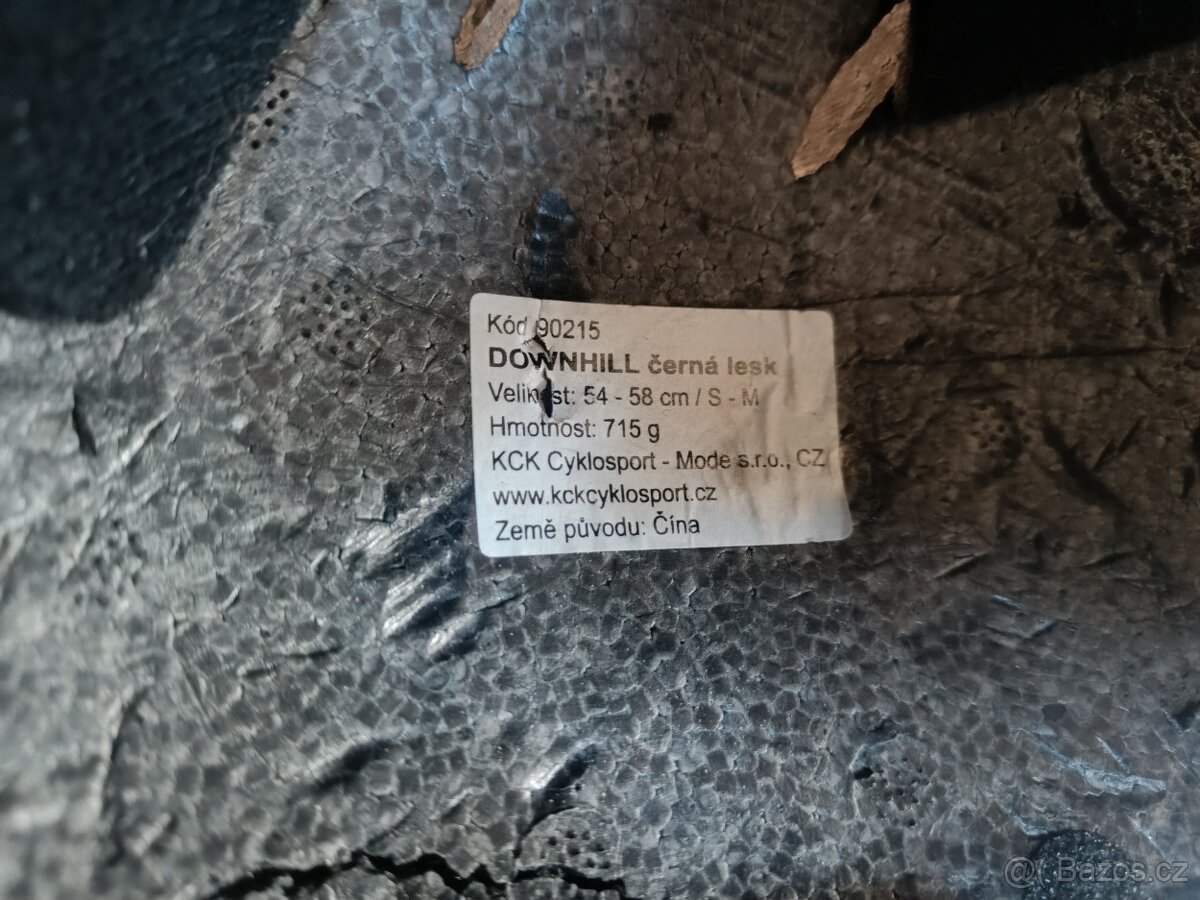 Kód 90215
DOWNHILL černá lesk
Velikost: 54 - 58 cm / S - M
Hmotnost: 715 g
KCK Cyklosport - Mode s.r.o., CZ
www.kckcyklosport.cz
Země původu: Čína
@( Bazos.cz